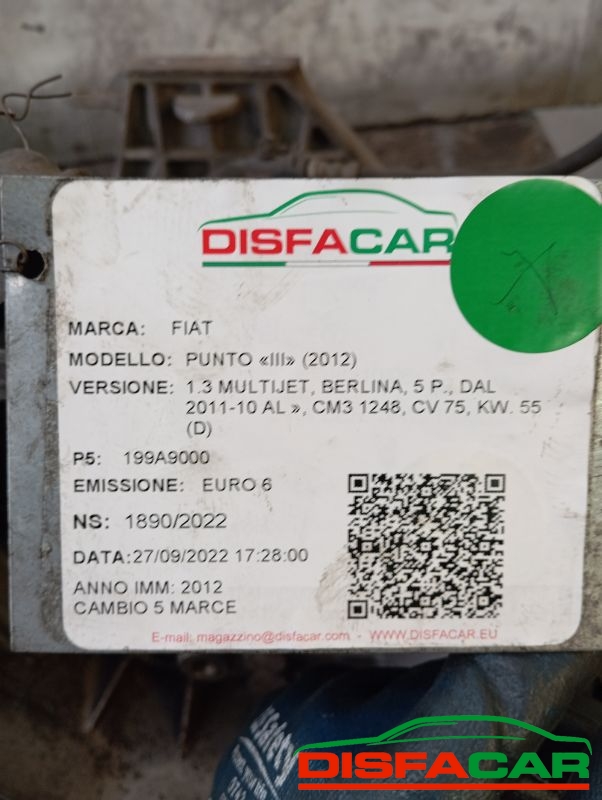 DISFACAR
MARCA: FIAT
MODELLO: PUNTO «III» (2012)
VERSIONE: 1.3 MULTIJET, BERLINA, 5 P., DAL
2011-10 AL », CM3 1248, CV 75, KW. 55
(D)
P5: 199A9000
EMISSIONE: EURO 6
NS: 1890/2022
DATA:27/09/2022 17:28:00
ANNO IMM: 2012
CAMBIO 5 MARCE
E-mail: magazzino@disfacar.com - WWW.DISFACAR.EU
DISFACAR